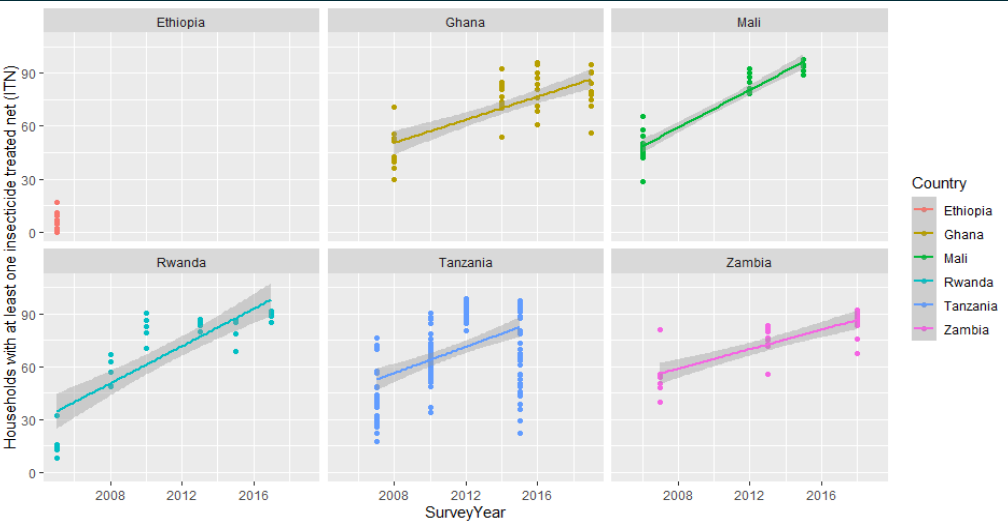 Ethiopia Ghana Mali
Households with at least one insecticide treated net (ITN)
90
60
30
0
Rwanda Tanzania Zambia
90
60
30
0
2008 2012 2016 2008 2012 2016 2008 2012 2016
SurveyYear
Country
Ethiopia
Ghana
Mali
Rwanda
Tanzania
Zambia